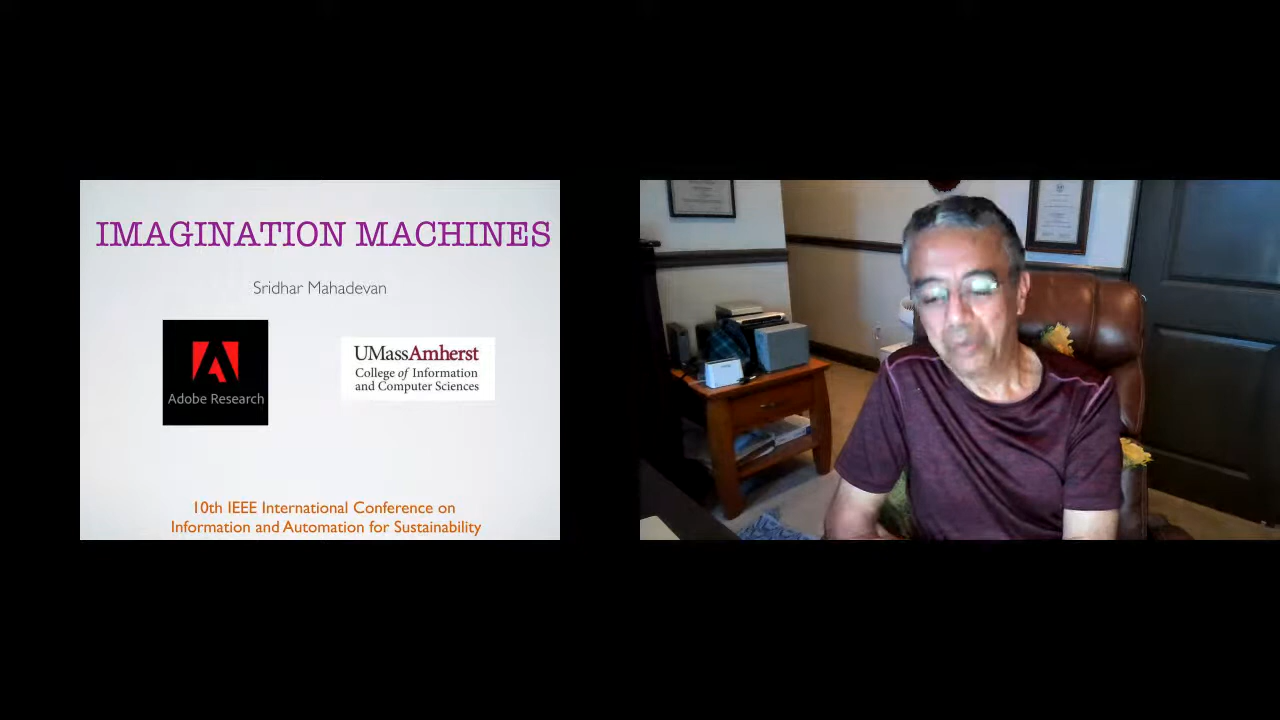 IMAGINATION MACHINES
Sridhar Mahadevan
Adobe Research
UMassAmherst
College of Information
and Computer Sciences
10th IEEE International Conference on
Information and Automation for Sustainability